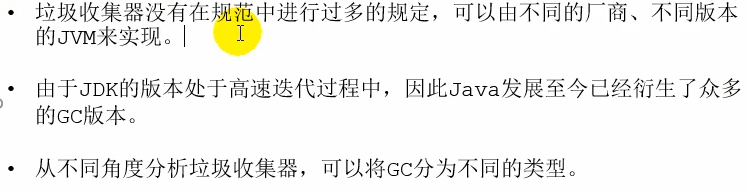 • 垃圾收集器没有在规范中进行过多的规定，可以由不同的厂商、不同版本
的JVM来实现。
• 由于JDK的版本处于高速迭代过程中，因此Java发展至今已经衍生了众多
的GC版本。
• 从不同角度分析垃圾收集器，可以将GC分为不同的类型。